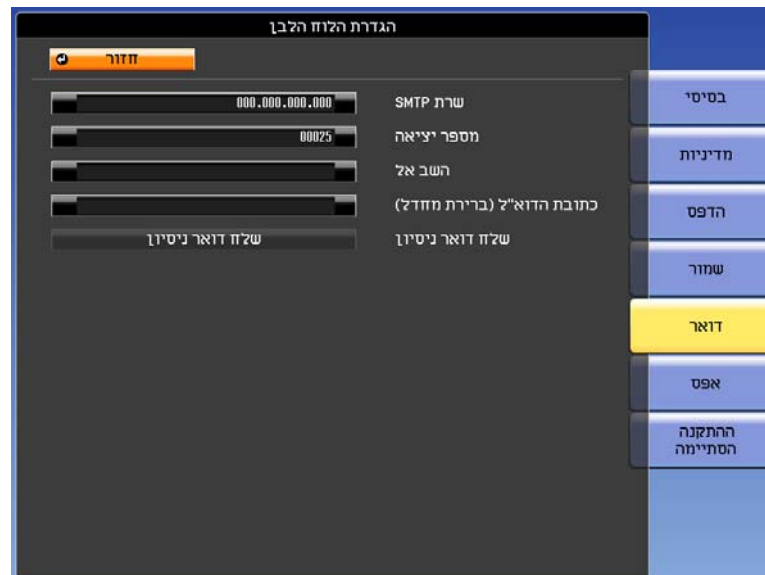 הגדרת הלוח הלבן
חזור
שרת SMTP
000.000.000.000
מספר יציאה
00025
השב אל
כתובת הדוא"ל (ברירת מחדל)
שלח דואר ניסיון
שלח דואר ניסיון
בסיסי
מדיניות
הדפס
שמור
דואר
אפס
ההתקנה
הסתיימה